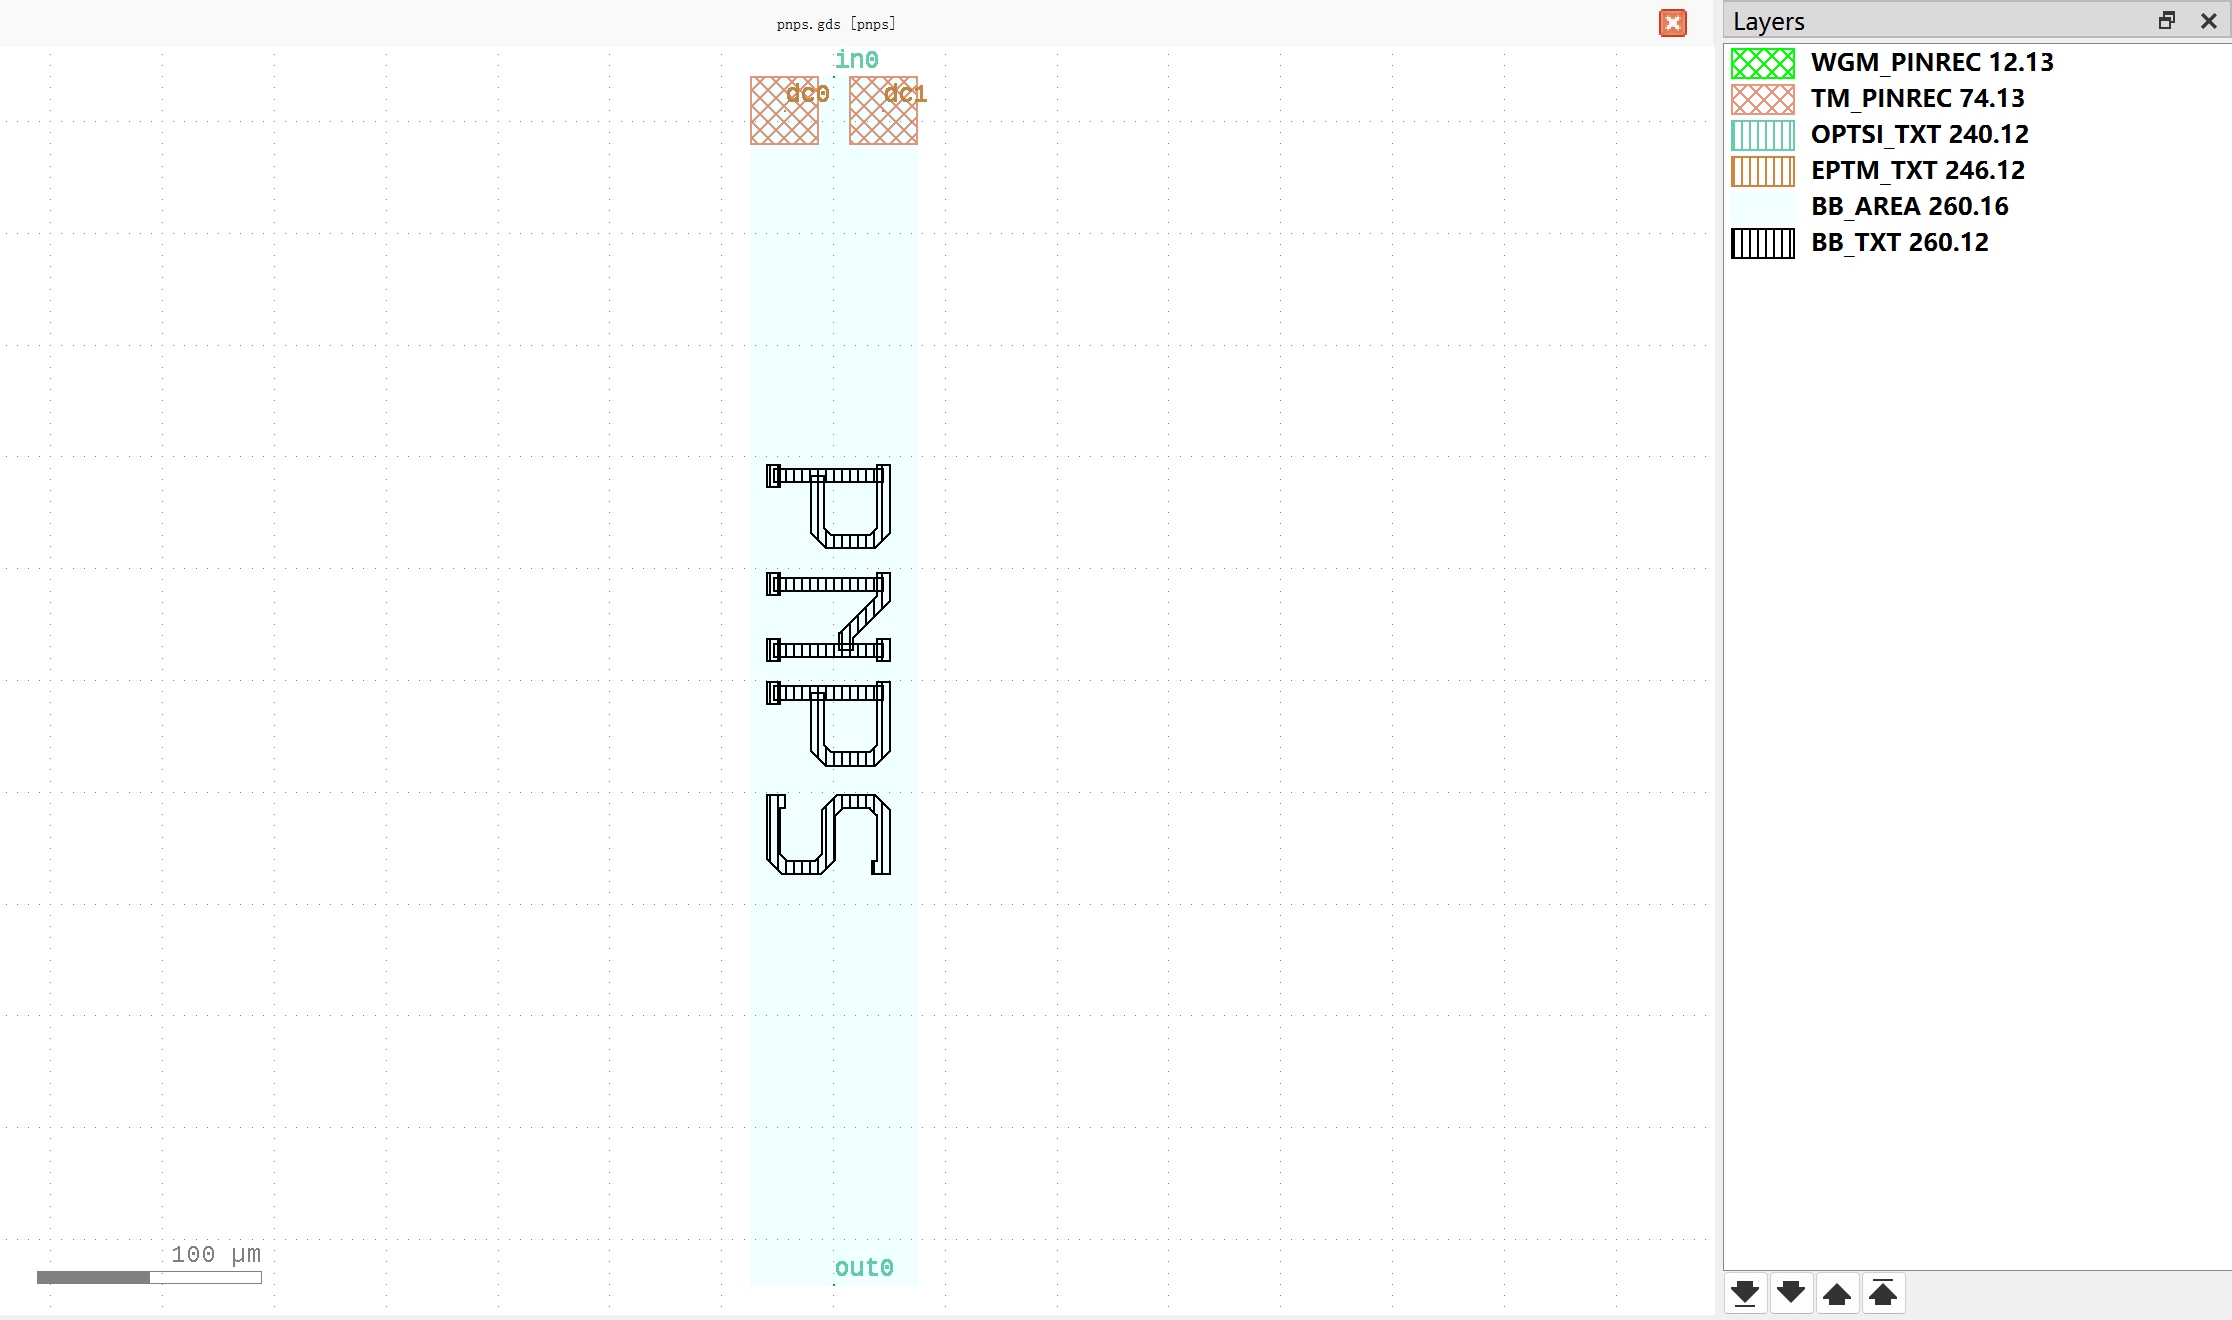 pnps.gds [pnps]
Layers
in0
dc0 dc1
PNPS
out0
100 µm
WGM_PINREC 12.13
TM_PINREC 74.13
OPTSI_TXT 240.12
EPTM_TXT 246.12
BB_AREA 260.16
BB_TXT 260.12